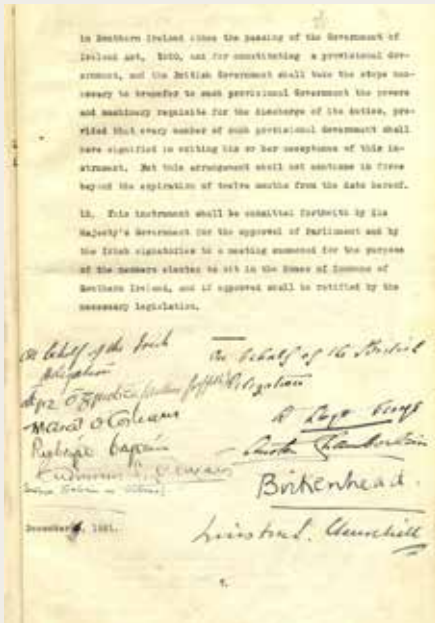 in Southern Ireland since the passing of the Government of
Ireland Act, 1920, and for constituting a provisional Gov-
ernment, and the British Government shall take the steps nec-
essary to transfer to such provisional Government the powers
and machinery requisite for the discharge of its duties, pro-
vided that every member of such provisional Government shall
have signified in writing his or her acceptance of this in-
strument. But this arrangement shall not continue in force
beyond the expiration of twelve months from the date hereof.
18. This instrument shall be submitted forthwith by His
Majesty's Government for the approval of Parliament and by
the Irish signatories to a meeting summoned for the purpose
of the members elected to sit in the House of Commons of
Southern Ireland, and if approved shall be ratified by the
necessary legislation.
On behalf of the Irish
Delegation
On behalf of the British
Delegation
Art Ó Gríobhtha
Mícheál Ó Coileain
Riobárd Bartún
D Lloyd George
Austen Chamberlain
Birkenhead.
Winston S. Churchill
December 6, 1921.
7.